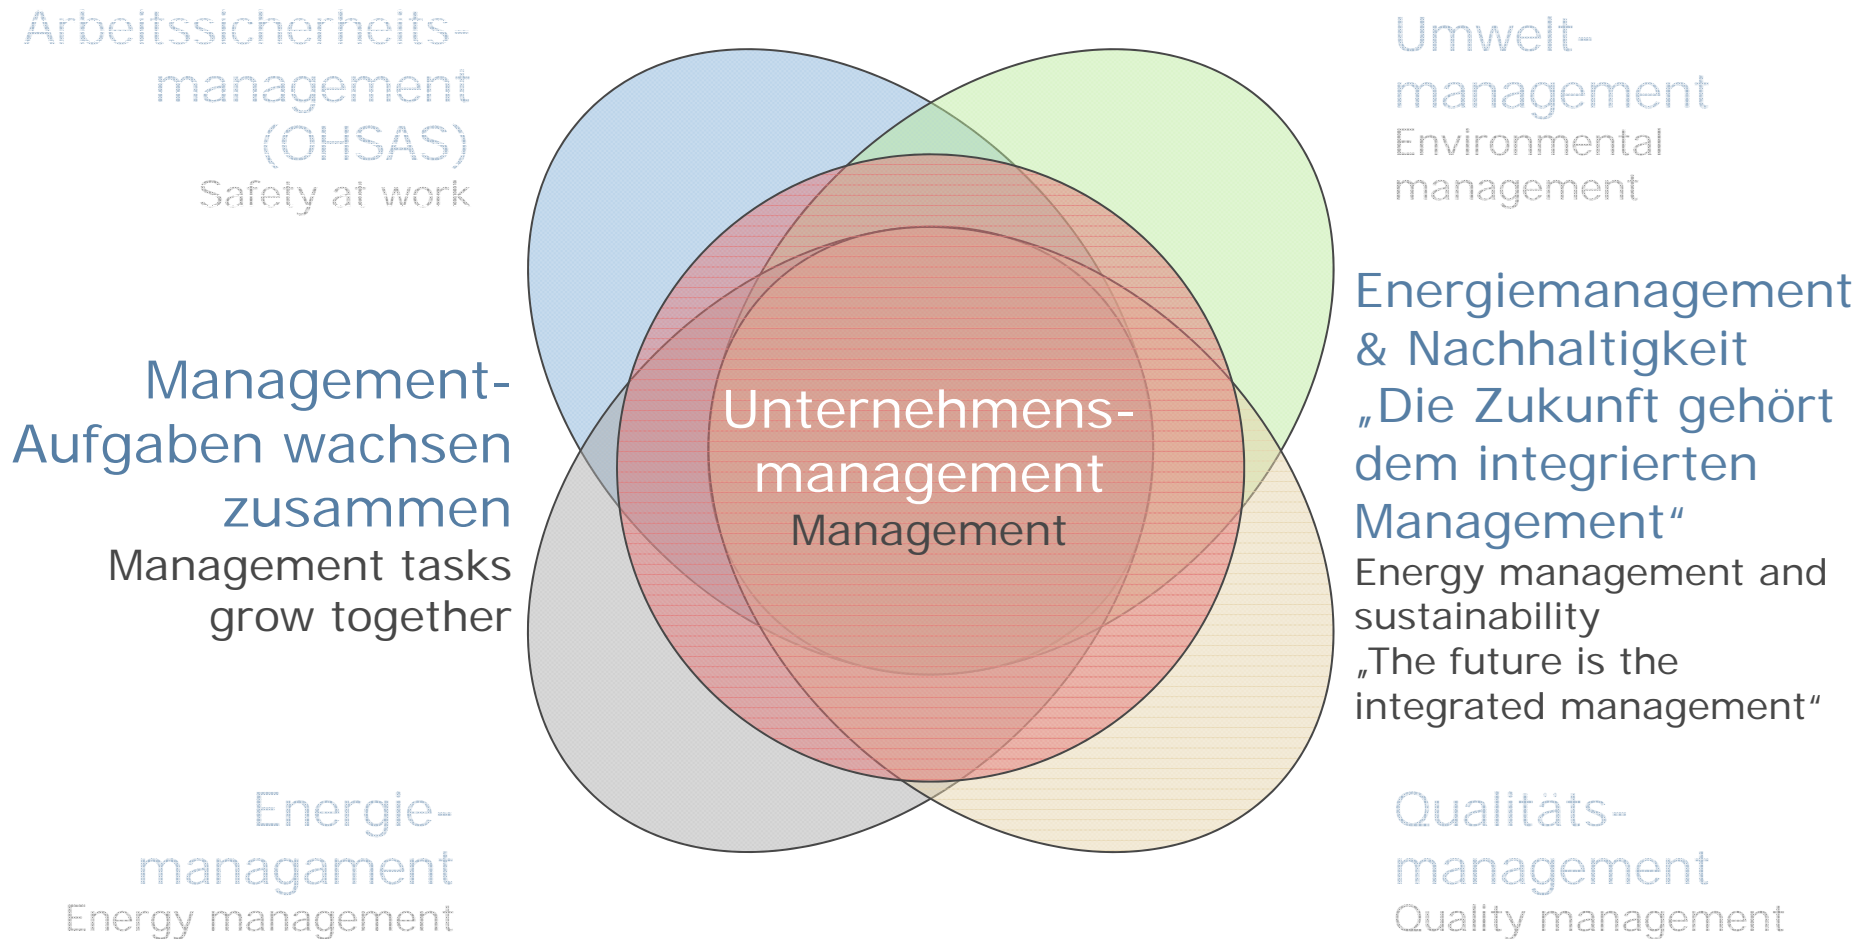 Arbeitssicherheits-
management
(OHSAS)
Safety at work
Umwelt-
management
Environmental
management
Management-
Aufgaben wachsen
zusammen
Management tasks
grow together
Unternehmens-
management
Management
Energiemanagement
& Nachhaltigkeit
„Die Zukunft gehört
dem integrierten
Management“
Energy management and
sustainability
„The future is the
integrated management“
Energie-
managament
Energy management
Qualitäts-
management
Quality management